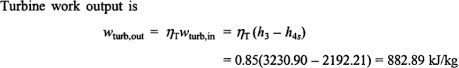 Turbine work output is
w_turb,out = η_T w_turb,in = η_T (h_3 − h_4s)
= 0.85(3230.90 − 2192.21) = 882.89 kJ/kg